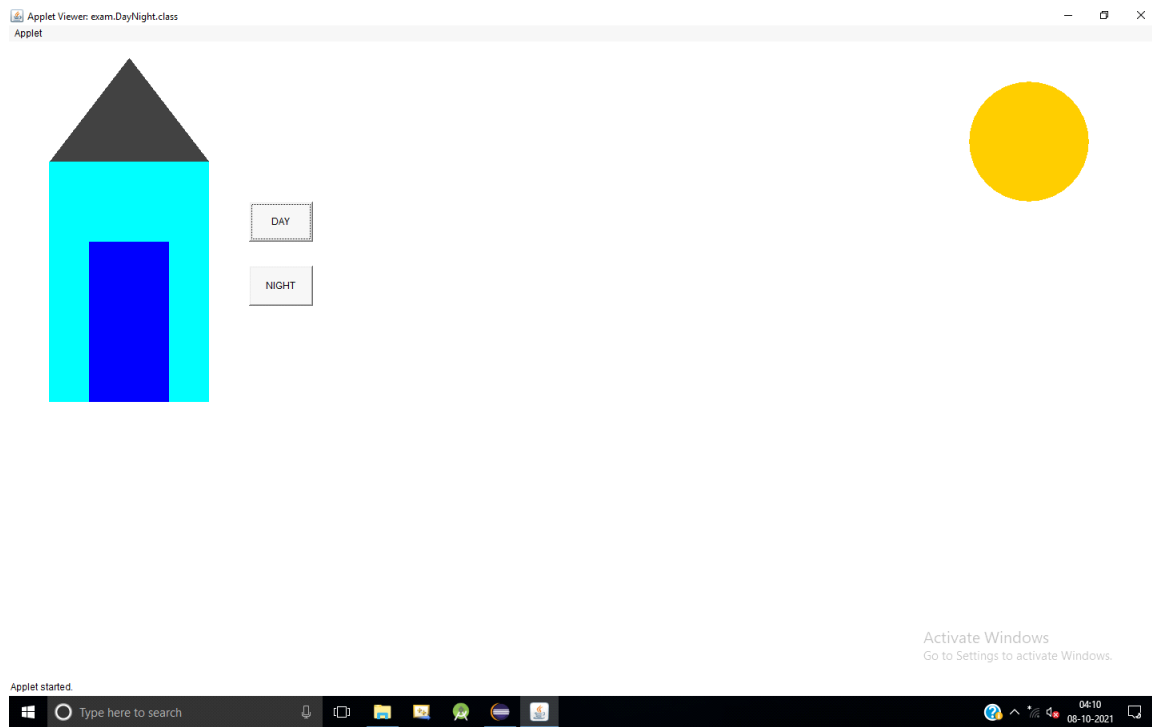 Applet Viewer: exam.DayNight.class
Applet
DAY
NIGHT
Activate Windows
Go to Settings to activate Windows.
Applet started.
Type here to search
04:10
08-10-2021